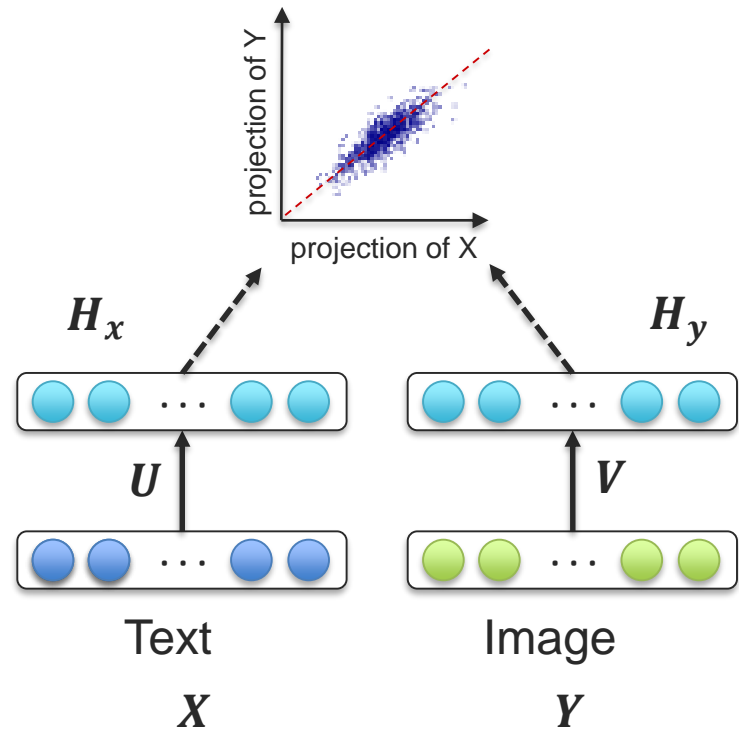 projection of Y
projection of X
H_x
H_y
...
...
U
V
...
...
Text
Image
X
Y